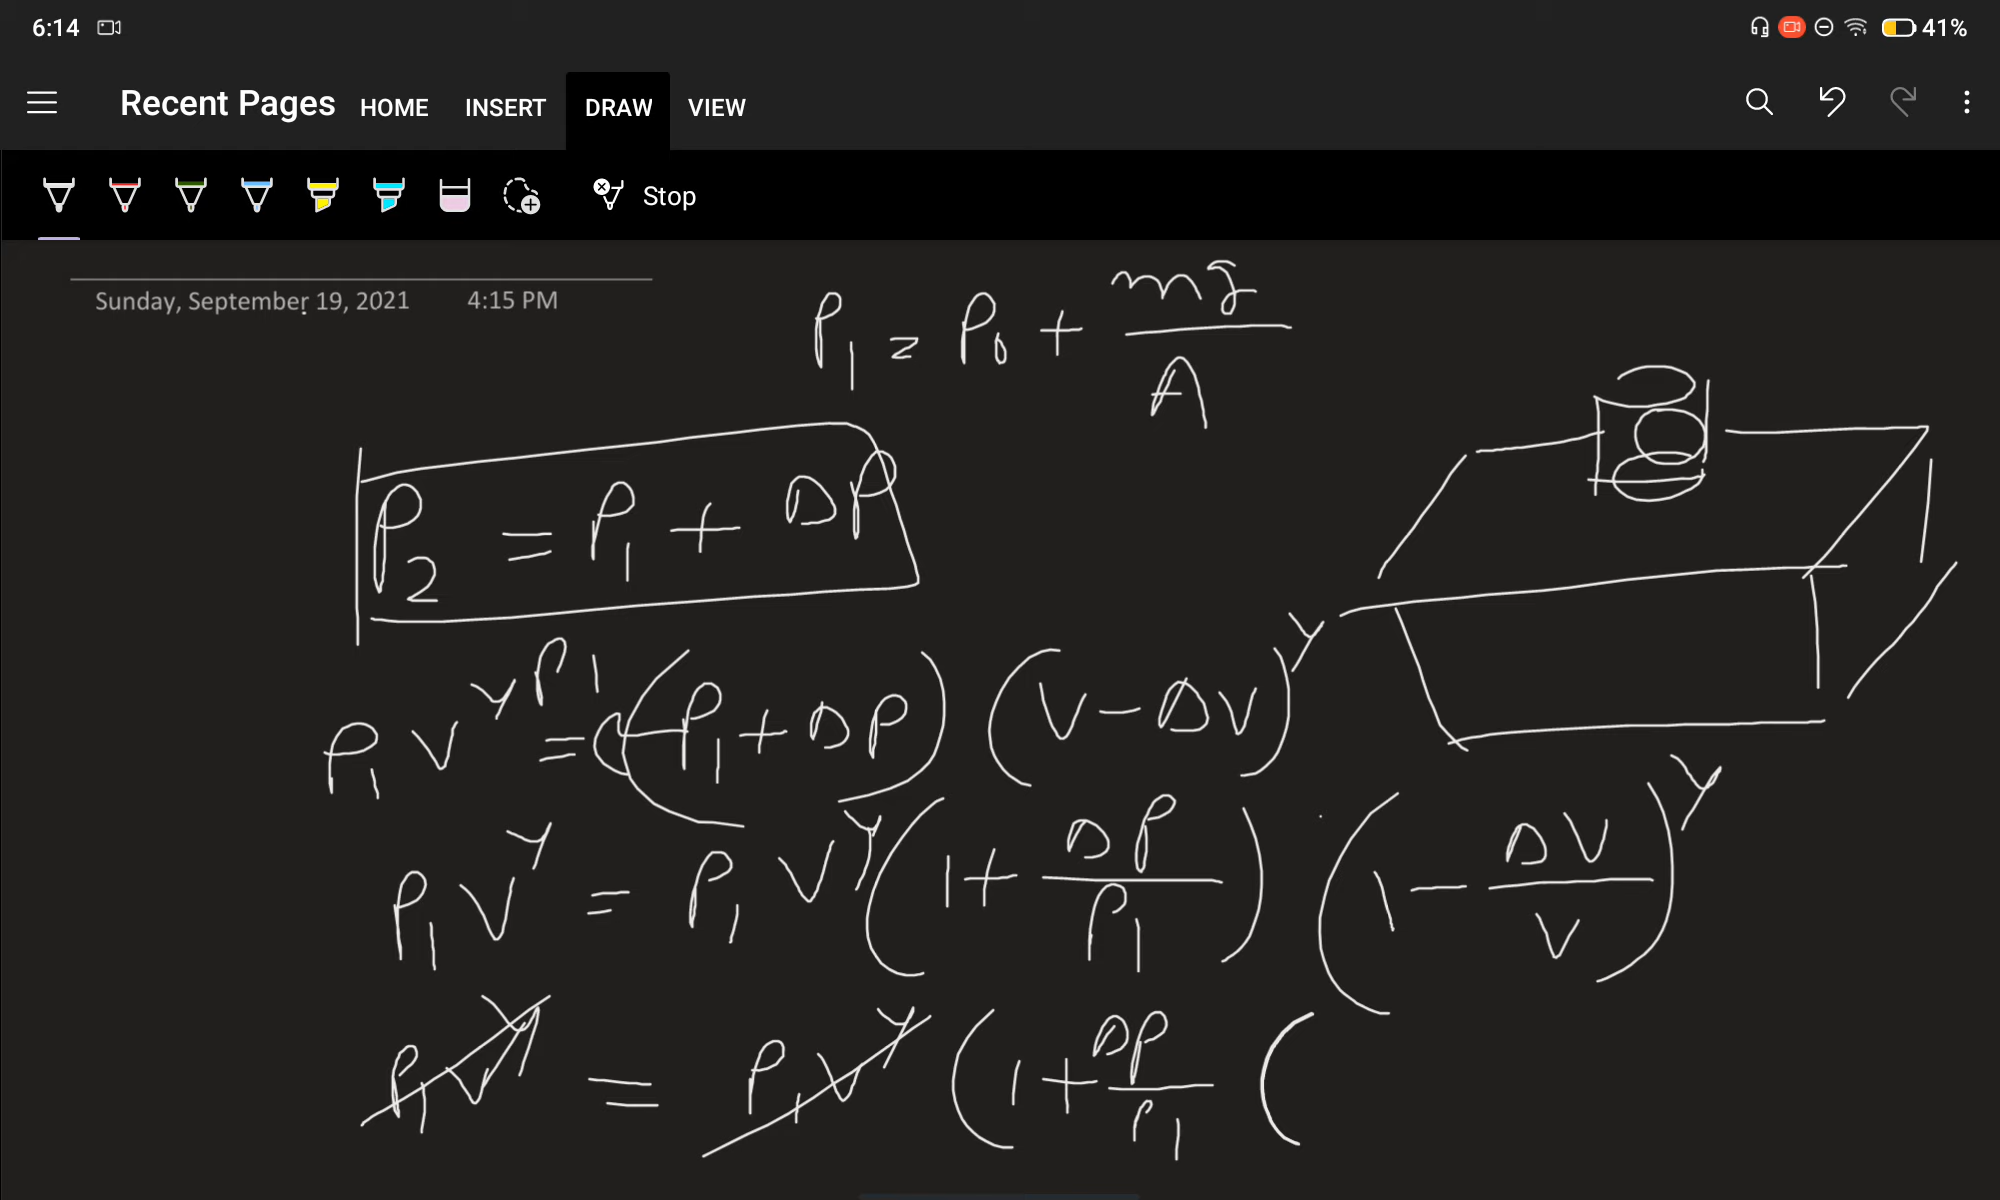 6:14 41%
Recent Pages HOME INSERT DRAW VIEW
Stop
Sunday, September 19, 2021 4:15 PM
P₁ = P₀ + mg/A
P₂ = P₁ + ΔP
P₁V^γ = (P₁ + ΔP) (V - ΔV)^γ
P₁V^γ = P₁V^γ (1 + ΔP/P₁) (1 - ΔV/V)^γ
P₁V^γ = P₁V^γ (1 + ΔP/P₁ (